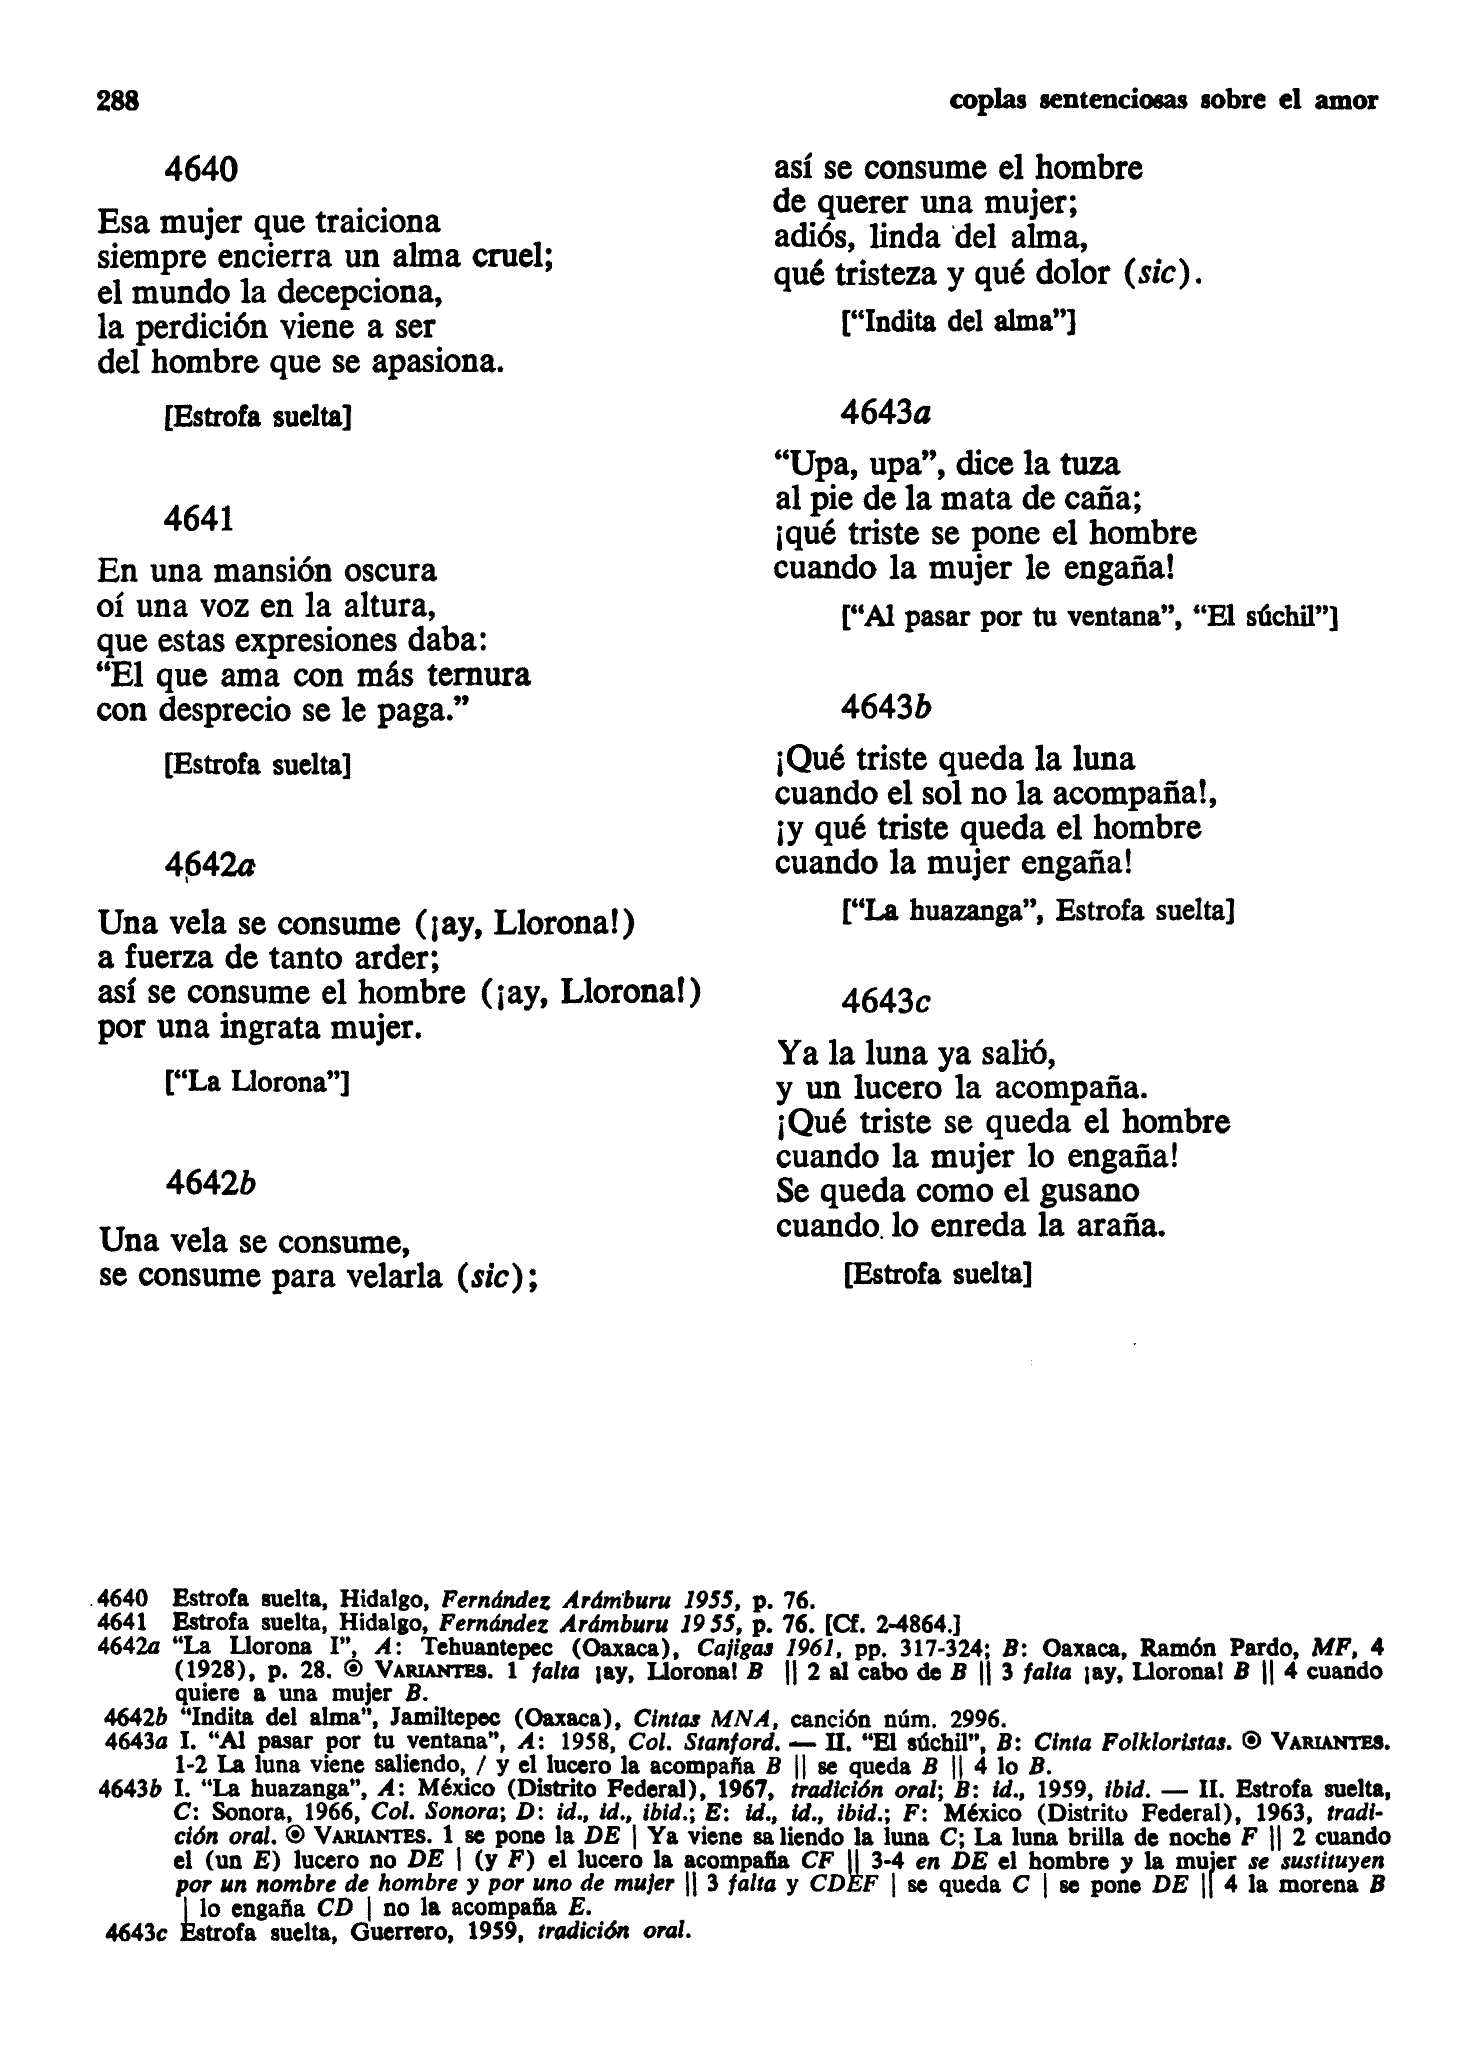 288
coplas sentenciosas sobre el amor
4640
Esa mujer que traiciona
siempre encierra un alma cruel;
el mundo la decepciona,
la perdición viene a ser
del hombre que se apasiona.
[Estrofa suelta]
4641
En una mansión oscura
oí una voz en la altura,
que estas expresiones daba:
“El que ama con más ternura
con desprecio se le paga.”
[Estrofa suelta]
4642a
Una vela se consume (¡ay, Llorona!)
a fuerza de tanto arder;
así se consume el hombre (¡ay, Llorona!)
por una ingrata mujer.
[“La Llorona”]
4642b
Una vela se consume,
se consume para velarla (sic);
así se consume el hombre
de querer una mujer;
adiós, linda del alma,
qué tristeza y qué dolor (sic).
[“Indita del alma”]
4643a
“Upa, upa”, dice la tuza
al pie de la mata de caña;
¡qué triste se pone el hombre
cuando la mujer le engaña!
[“Al pasar por tu ventana”, “El súchil”]
4643b
¡Qué triste queda la luna
cuando el sol no la acompaña!,
¡y qué triste queda el hombre
cuando la mujer engaña!
[“La huazanga”, Estrofa suelta]
4643c
Ya la luna ya salió,
y un lucero la acompaña.
¡Qué triste se queda el hombre
cuando la mujer lo engaña!
Se queda como el gusano
cuando lo enreda la araña.
[Estrofa suelta]
4640 Estrofa suelta, Hidalgo, Fernández Arámburu 1955, p. 76.
4641 Estrofa suelta, Hidalgo, Fernández Arámburu 1955, p. 76. [Cf. 2-4864.]
4642a “La Llorona I”, A: Tehuantepec (Oaxaca), Cajigas 1961, pp. 317-324; B: Oaxaca, Ramón Pardo, MF, 4
(1928), p. 28. ⊙ VARIANTES. 1 falta ¡ay, Llorona! B || 2 al cabo de B || 3 falta ¡ay, Llorona! B || 4 cuando
quiere a una mujer B.
4642b “Indita del alma”, Jamiltepec (Oaxaca), Cintas MNA, canción núm. 2996.
4643a I. “Al pasar por tu ventana”, A: 1958, Col. Stanford. — II. “El súchil”, B: Cinta Folkloristas. ⊙ VARIANTES.
1-2 La luna viene saliendo, / y el lucero la acompaña B || se queda B || 4 lo B.
4643b I. “La huazanga”, A: México (Distrito Federal), 1967, tradición oral; B: id., 1959, ibid. — II. Estrofa suelta,
C: Sonora, 1966, Col. Sonora; D: id., id., ibid.; E: id., id., ibid.; F: México (Distrito Federal), 1963, tradi-
ción oral. ⊙ VARIANTES. 1 se pone la DE | Ya viene saliendo la luna C; La luna brilla de noche F || 2 cuando
el (un E) lucero no DE | (y F) el lucero la acompaña CF || 3-4 en DE el hombre y la mujer se sustituyen
por un nombre de hombre y por uno de mujer || 3 falta y CDEF | se queda C | se pone DE || 4 la morena B
| lo engaña CD | no la acompaña E.
4643c Estrofa suelta, Guerrero, 1959, tradición oral.